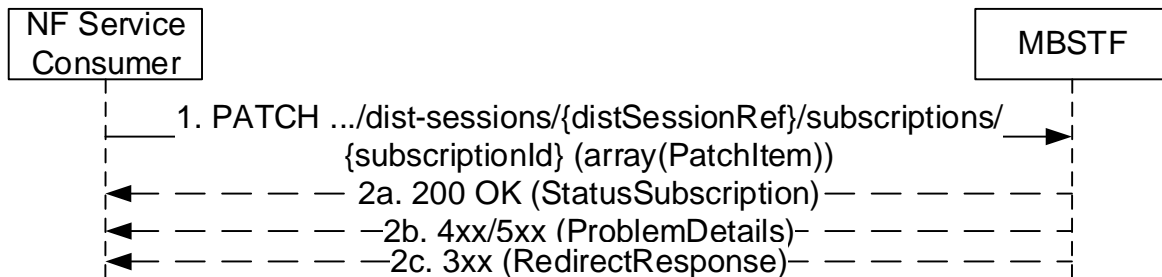 NF Service
Consumer
MBSTF
1. PATCH .../dist-sessions/{distSessionRef}/subscriptions/
{subscriptionId} (array(PatchItem))
2a. 200 OK (StatusSubscription)
2b. 4xx/5xx (ProblemDetails)
2c. 3xx (RedirectResponse)